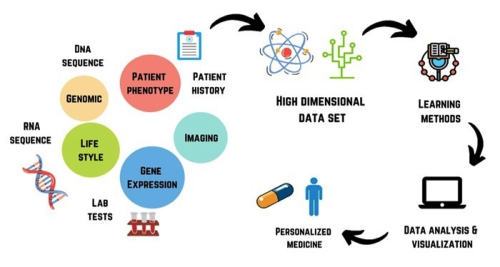 DNA
SEQUENCE
PATIENT
PHENOTYPE
PATIENT
HISTORY
GENOMIC
RNA
SEQUENCE
LIFE
STYLE
IMAGING
GENE
EXPRESSION
LAB
TESTS
HIGH DIMENSIONAL
DATA SET
LEARNING
METHODS
DATA ANALYSIS &
VISUALIZATION
PERSONALIZED
MEDICINE